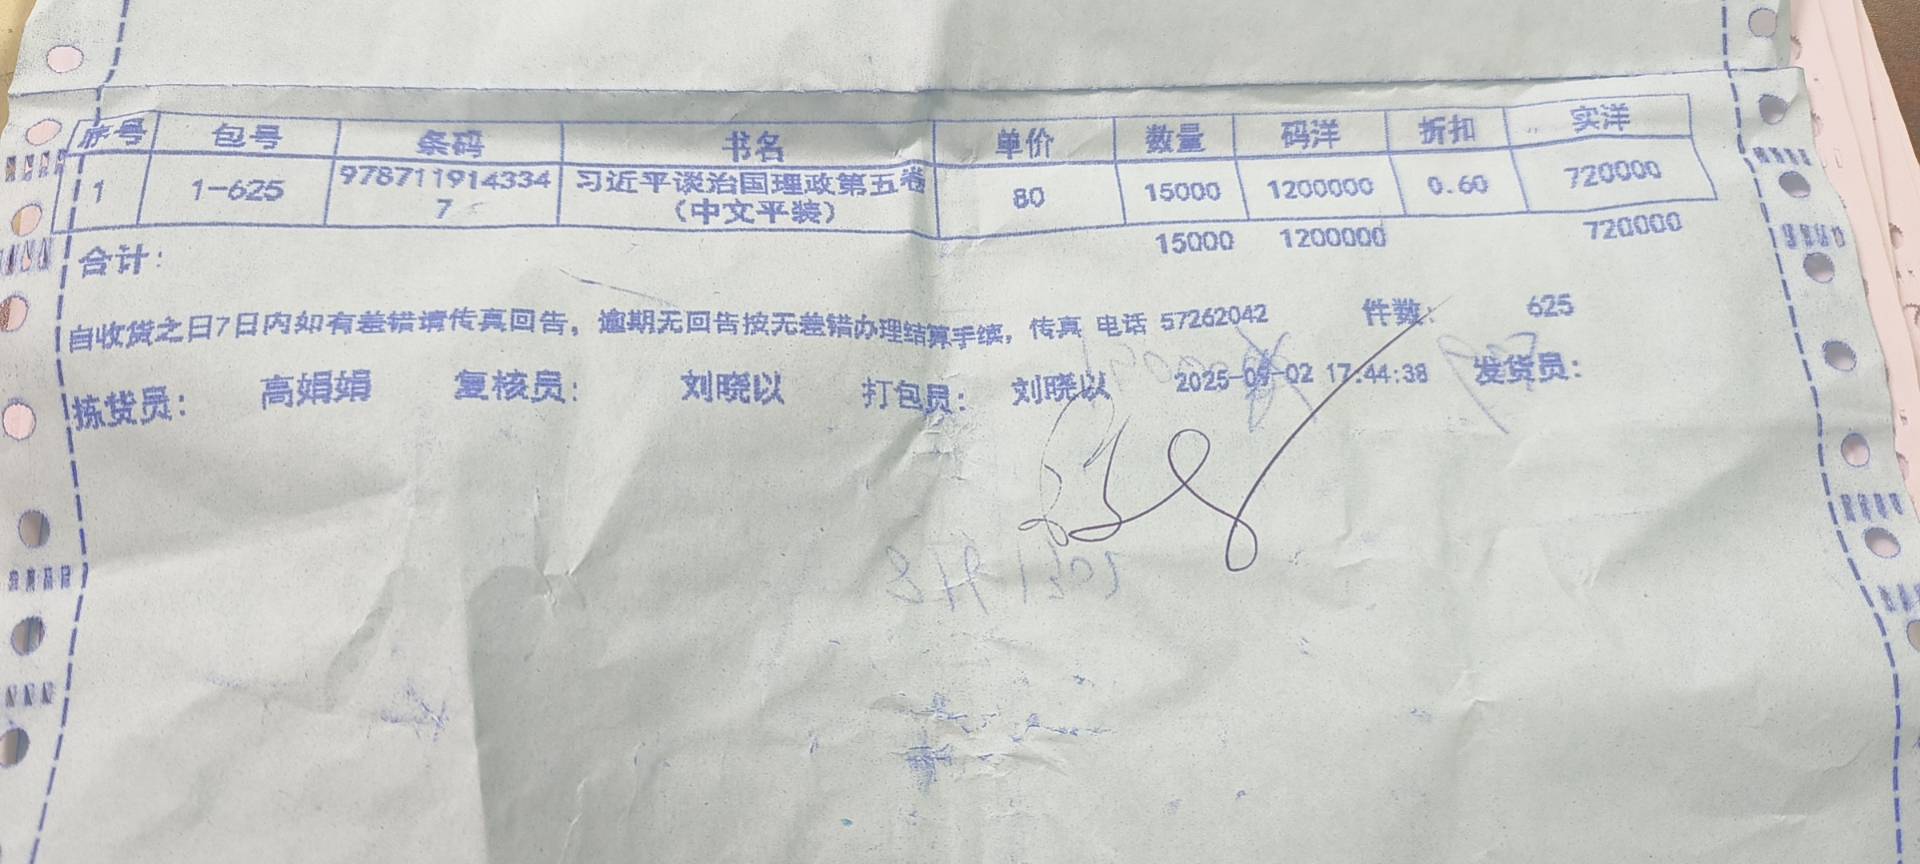 序号 包号 条码 书名 单价 数量 码洋 折扣 实洋
1 1-625 9787119143347 习近平谈治国理政第五卷（中文平装） 80 15000 1200000 0.60 720000
合计： 15000 1200000 720000
自收货之日7日内如有差错请传真回告，逾期无回告按无差错办理结算手续，传真 电话 57262042 件数： 625
拣货员： 高娟娟 复核员： 刘晓以 打包员： 刘晓以 2025-09-02 17:44:38 发货员：